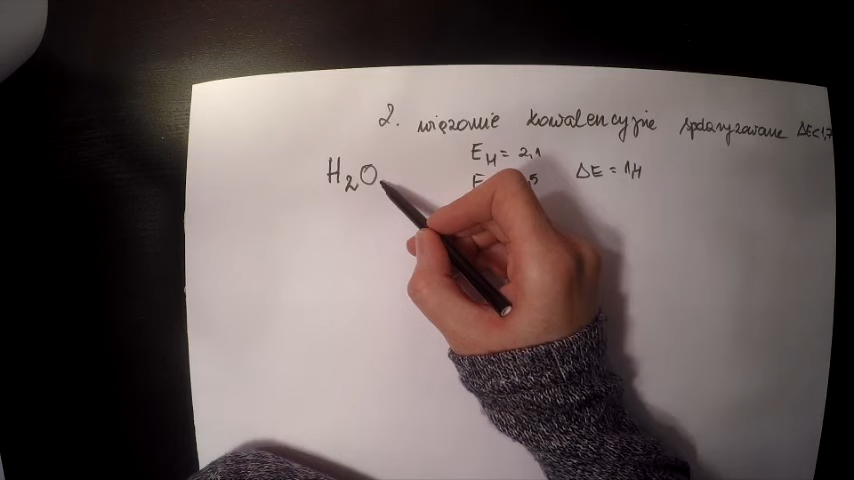 2. wiązanie kowalencyjne spolaryzowane ΔE<1,7
E_H = 2,1
H₂O ΔE = 1,4